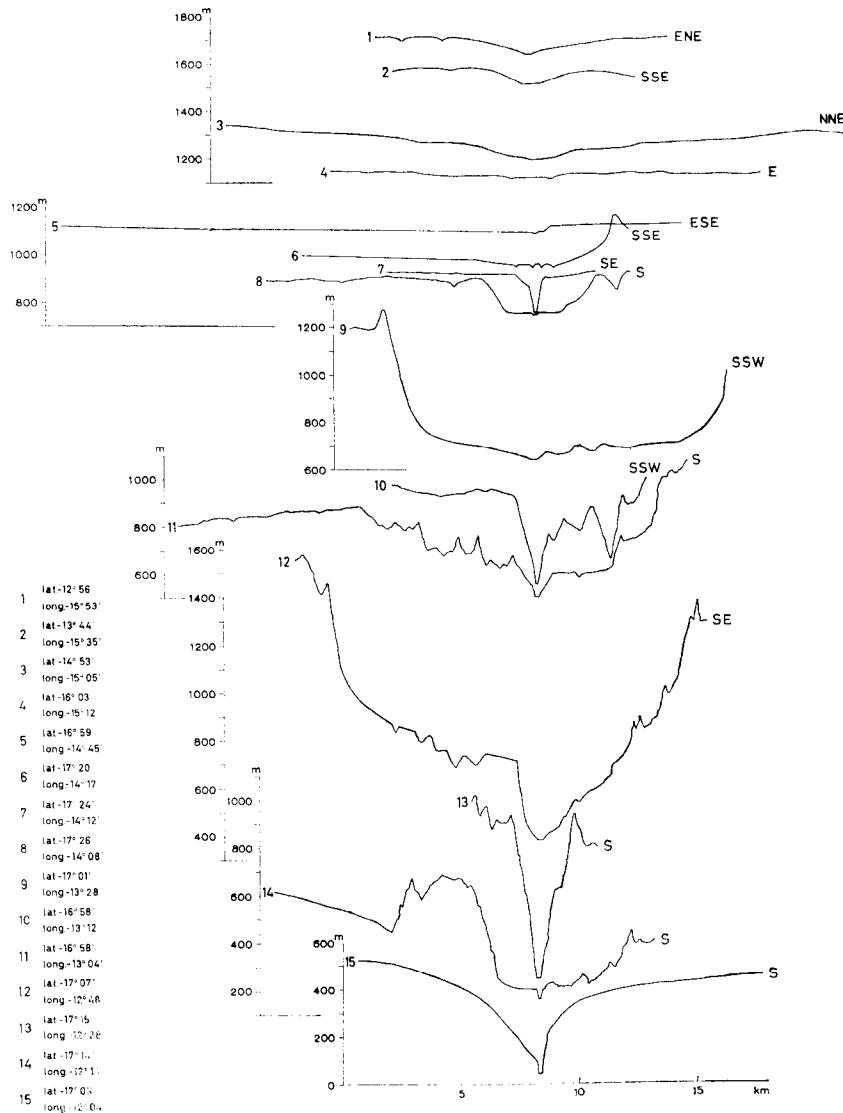 m
1800
1600
1400
1200
1 ENE
2 SSE
3 NNE
4 E
m
1200
1000
800
5 ESE
SSE
6
7 SE
8 S
m
1200
1000
800
600
9 SSW
m
1000
800
600
10 SSW
S
11
m
1600
1400
1200
1000
800
600
400
12 SE
m
1000
800
600
400
200
13 S
14 S
600 m
400
200
0
15 S
5 10 15 km
1 lat-12° 56
long-15° 53'
2 lat-13° 44'
long-15° 35'
3 lat-14° 53'
long-15° 05'
4 lat-16° 03
long-15° 12
5 lat-16° 59
long-14° 45'
6 lat-17° 20
long-14° 17
7 lat-17° 24'
long-14° 12'
8 lat-17° 26
long-14° 08'
9 lat-17° 01'
long-13° 28
10 lat-16° 58'
long-13° 12
11 lat-16° 58'
long-13° 04'
12 lat-17° 07'
long-12° 48
13 lat-17° 15
long-12° 28
14
15